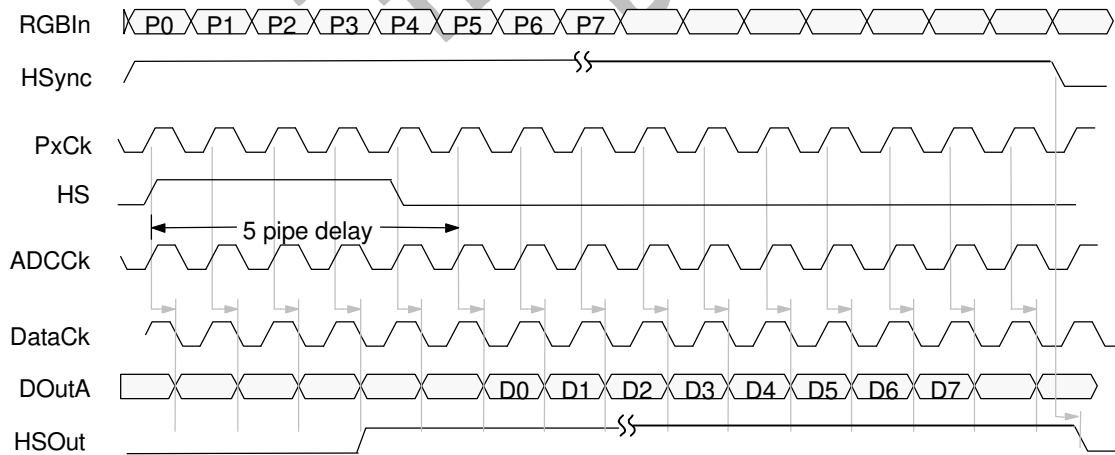 RGBIn P0 P1 P2 P3 P4 P5 P6 P7
HSync
PxCk
HS
5 pipe delay
ADCCk
DataCk
DOutA D0 D1 D2 D3 D4 D5 D6 D7
HSOut